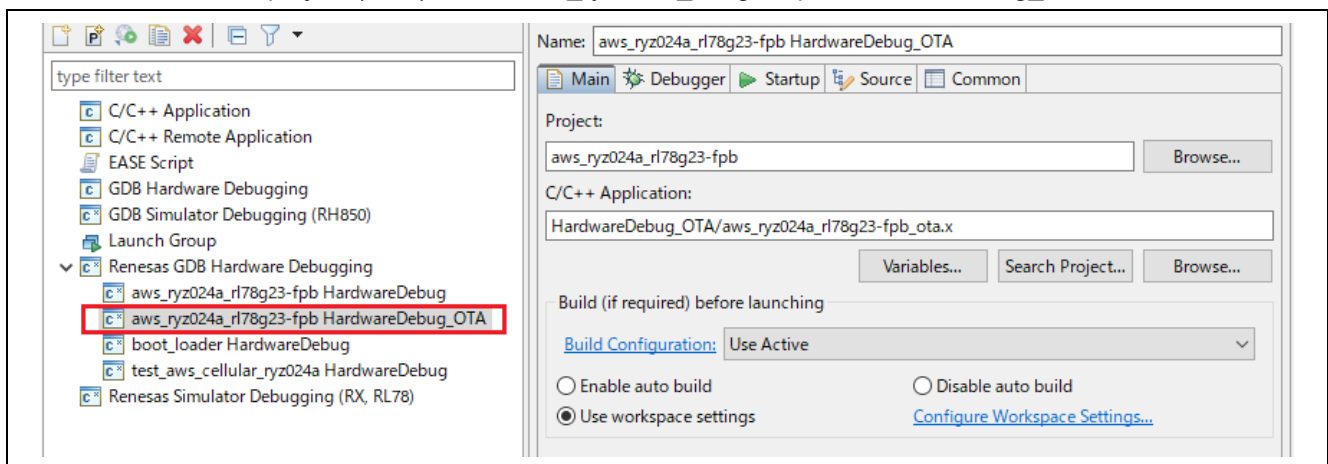 type filter text
C/C++ Application
C/C++ Remote Application
EASE Script
GDB Hardware Debugging
GDB Simulator Debugging (RH850)
Launch Group
Renesas GDB Hardware Debugging
aws_ryz024a_rl78g23-fpb HardwareDebug
aws_ryz024a_rl78g23-fpb HardwareDebug_OTA
boot_loader HardwareDebug
test_aws_cellular_ryz024a HardwareDebug
Renesas Simulator Debugging (RX, RL78)
Name: aws_ryz024a_rl78g23-fpb HardwareDebug_OTA
Main Debugger Startup Source Common
Project:
aws_ryz024a_rl78g23-fpb Browse...
C/C++ Application:
HardwareDebug_OTA/aws_ryz024a_rl78g23-fpb_ota.x
Variables... Search Project... Browse...
Build (if required) before launching
Build Configuration: Use Active
Enable auto build Disable auto build
Use workspace settings Configure Workspace Settings...